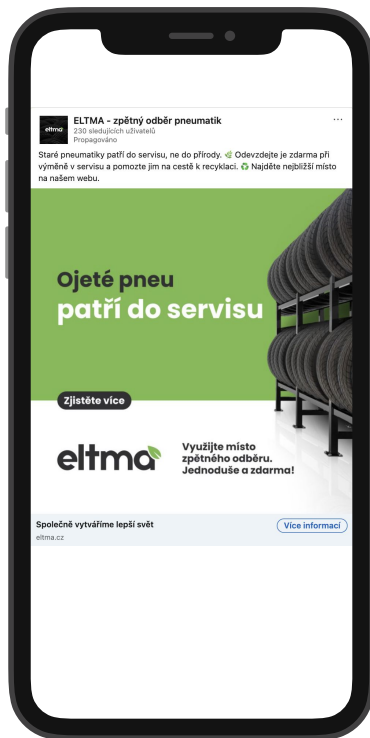 eltma
ELTMA - zpětný odběr pneumatik
230 sledujících uživatelů
Propagováno
...
Staré pneumatiky patří do servisu, ne do přírody. 🌿 Odevzdejte je zdarma při
výměně v servisu a pomozte jim na cestě k recyklaci. ♻️ Najděte nejbližší místo
na našem webu.
Ojeté pneu
patří do servisu
Zjistěte více
eltma
Využijte místo
zpětného odběru.
Jednoduše a zdarma!
Společně vytváříme lepší svět
eltma.cz
Více informací